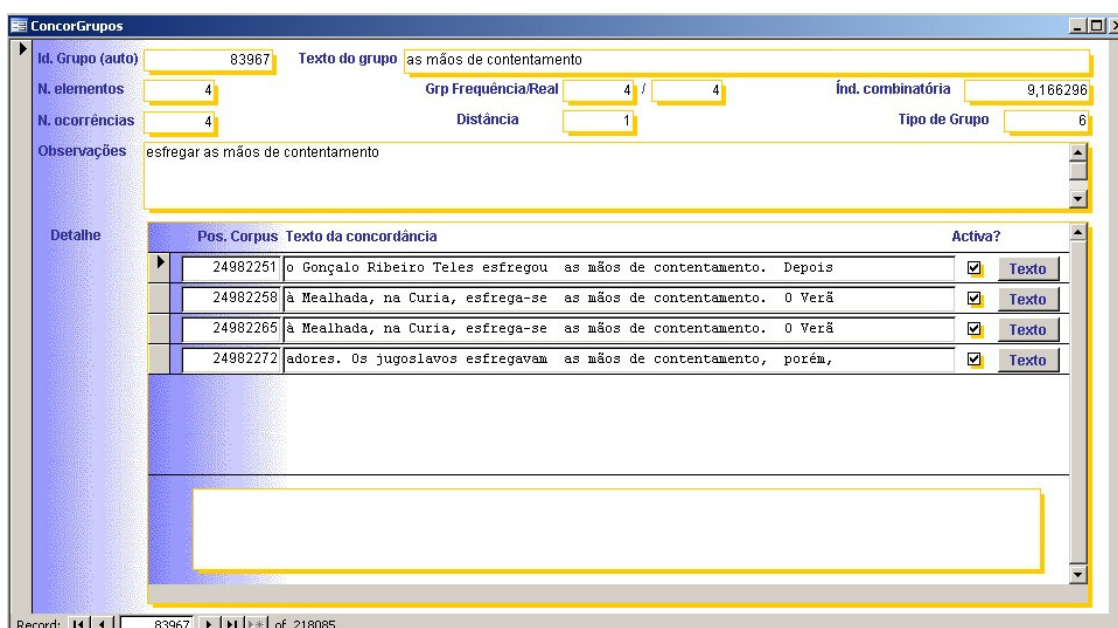 ConcorGrupos
Id. Grupo (auto) 83967 Texto do grupo as mãos de contentamento
N. elementos 4 Grp Frequência/Real 4 / 4 Índ. combinatória 9,166296
N. ocorrências 4 Distância 1 Tipo de Grupo 6
Observações esfregar as mãos de contentamento
Detalhe Pos. Corpus Texto da concordância Activa?
24982251 o Gonçalo Ribeiro Teles esfregou as mãos de contentamento. Depois Texto
24982258 à Mealhada, na Curia, esfrega-se as mãos de contentamento. O Verã Texto
24982265 à Mealhada, na Curia, esfrega-se as mãos de contentamento. O Verã Texto
24982272 adores. Os jugoslavos esfregavam as mãos de contentamento, porém, Texto
Record: 83967 of 218085